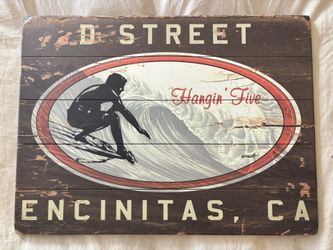 D STREET
Hangin' Five
ENCINITAS, CA